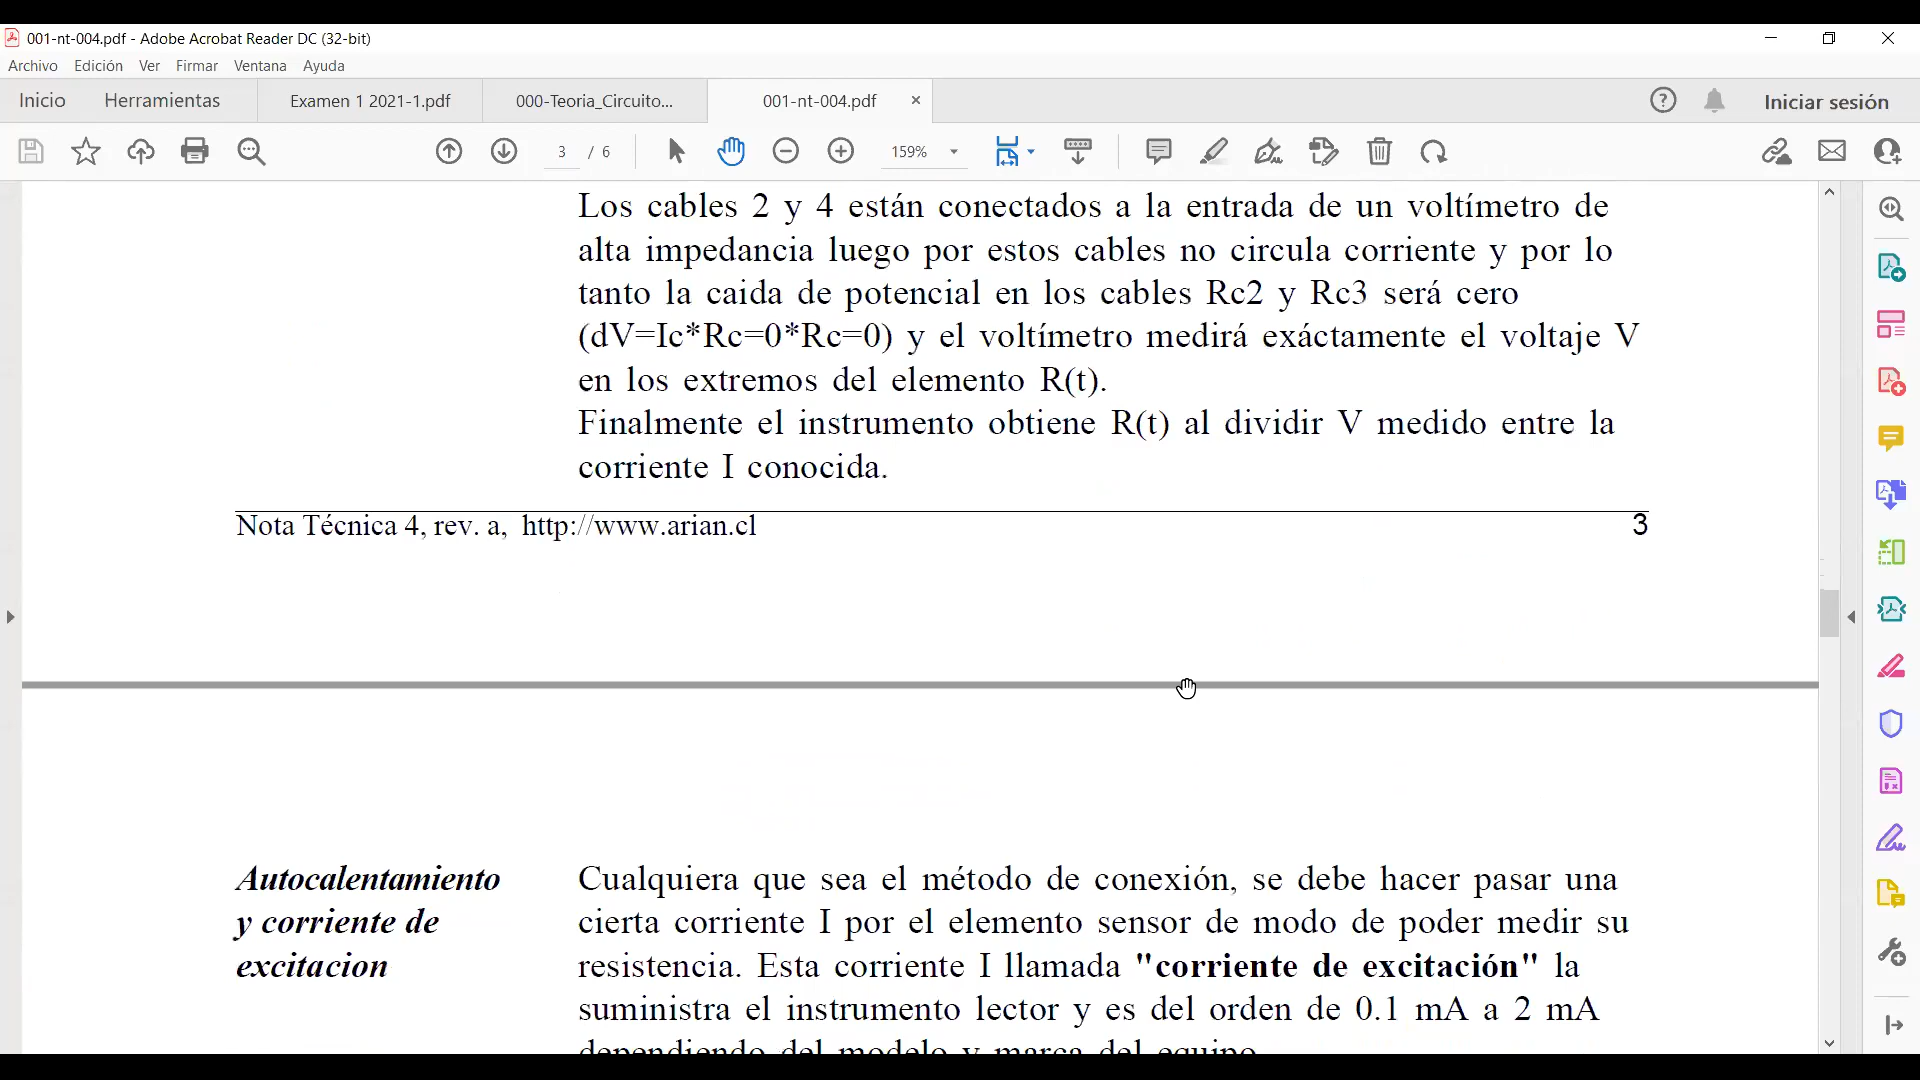 001-nt-004.pdf - Adobe Acrobat Reader DC (32-bit)
Archivo Edición Ver Firmar Ventana Ayuda
Inicio Herramientas Examen 1 2021-1.pdf 000-Teoria_Circuito... 001-nt-004.pdf × Iniciar sesión
3 / 6 159%
Los cables 2 y 4 están conectados a la entrada de un voltímetro de
alta impedancia luego por estos cables no circula corriente y por lo
tanto la caida de potencial en los cables Rc2 y Rc3 será cero
(dV=Ic*Rc=0*Rc=0) y el voltímetro medirá exáctamente el voltaje V
en los extremos del elemento R(t).
Finalmente el instrumento obtiene R(t) al dividir V medido entre la
corriente I conocida.
Nota Técnica 4, rev. a, http://www.arian.cl 3
Autocalentamiento
y corriente de
excitacion
Cualquiera que sea el método de conexión, se debe hacer pasar una
cierta corriente I por el elemento sensor de modo de poder medir su
resistencia. Esta corriente I llamada "corriente de excitación" la
suministra el instrumento lector y es del orden de 0.1 mA a 2 mA
dependiendo del modelo y marca del equipo.